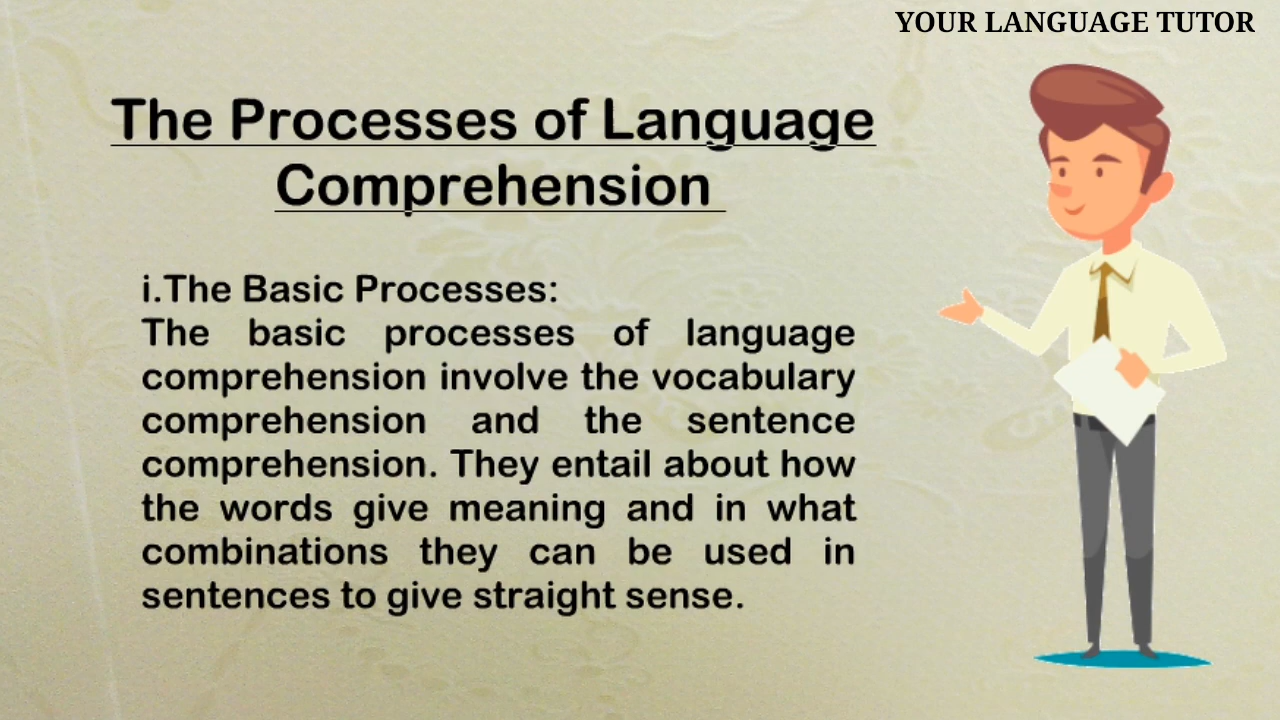 YOUR LANGUAGE TUTOR
The Processes of Language
Comprehension
i.The Basic Processes:
The basic processes of language
comprehension involve the vocabulary
comprehension and the sentence
comprehension. They entail about how
the words give meaning and in what
combinations they can be used in
sentences to give straight sense.